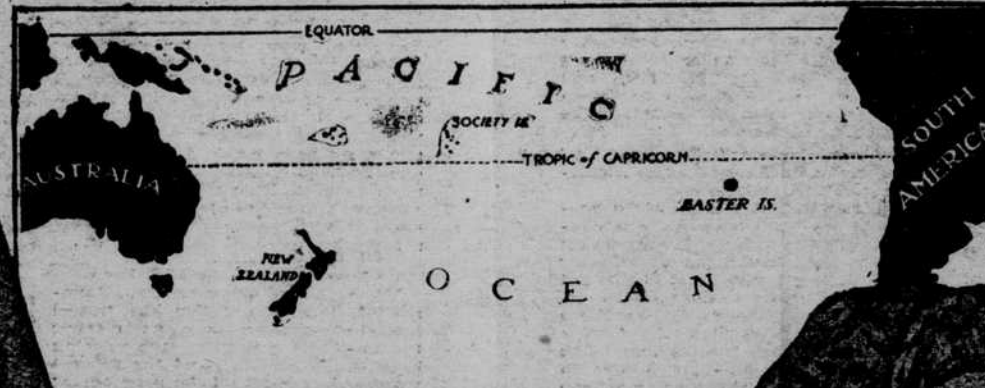 EQUATOR
PACIFIC
SOCIETY IS.
TROPIC of CAPRICORN
AUSTRALIA
SOUTH
AMERICA
EASTER IS.
NEW
ZEALAND
OCEAN